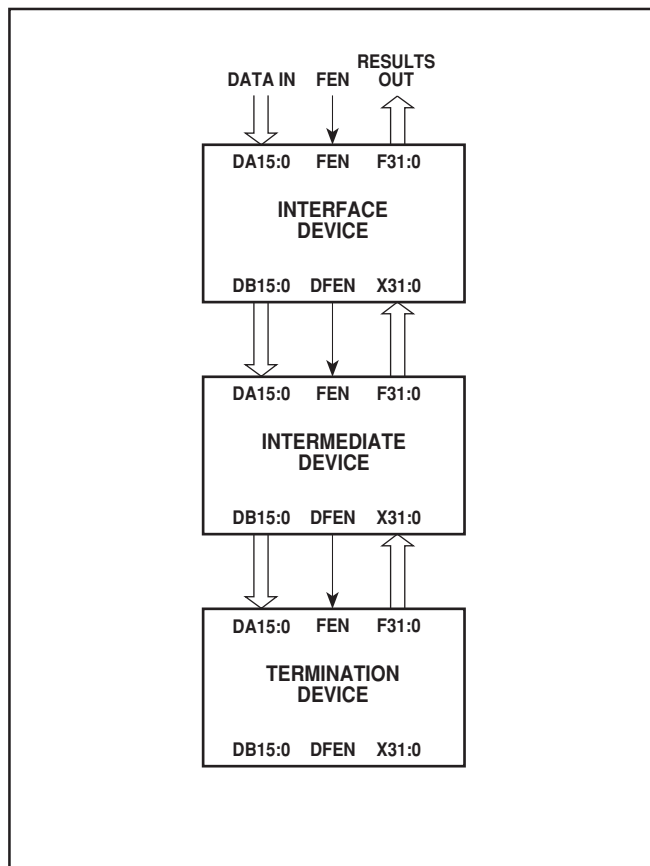 DATA IN FEN RESULTS OUT
DA15:0 FEN F31:0
INTERFACE
DEVICE
DB15:0 DFEN X31:0
DA15:0 FEN F31:0
INTERMEDIATE
DEVICE
DB15:0 DFEN X31:0
DA15:0 FEN F31:0
TERMINATION
DEVICE
DB15:0 DFEN X31:0